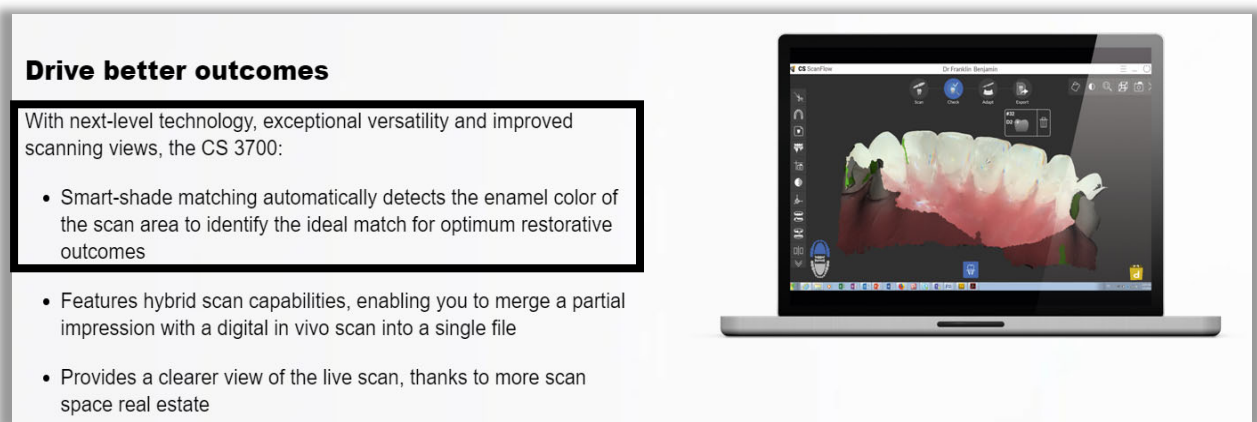 Drive better outcomes
With next-level technology, exceptional versatility and improved
scanning views, the CS 3700:
• Smart-shade matching automatically detects the enamel color of
the scan area to identify the ideal match for optimum restorative
outcomes
• Features hybrid scan capabilities, enabling you to merge a partial
impression with a digital in vivo scan into a single file
• Provides a clearer view of the live scan, thanks to more scan
space real estate
CS ScanFlow
Dr Franklin Benjamin
Scan Check Adapt Export
#32
D2